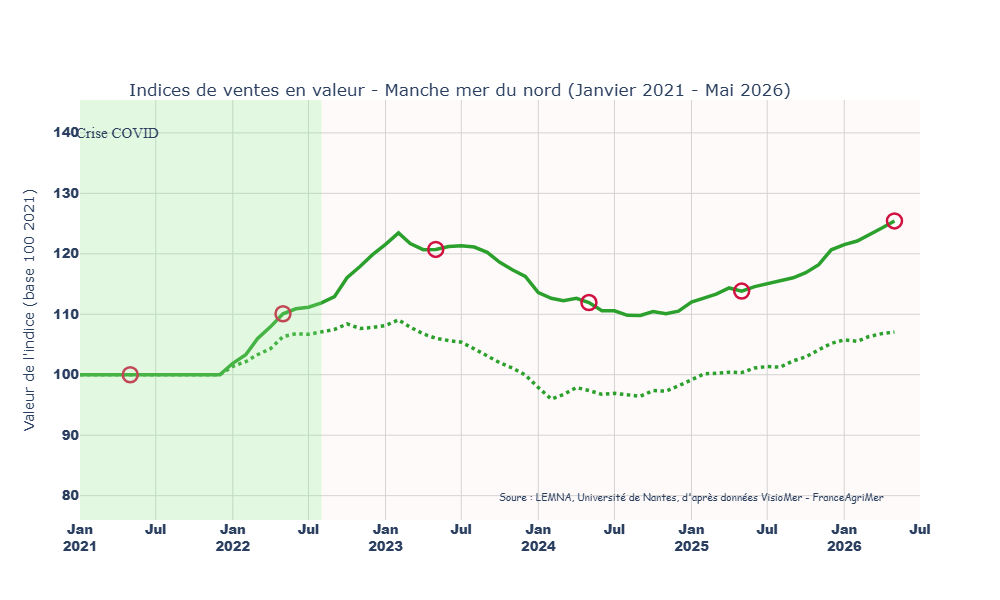 Indices de ventes en valeur - Manche mer du nord (Janvier 2021 - Mai 2026)
Valeur de l'indice (base 100 2021)
140
Crise COVID
130
120
110
100
90
80
Soure : LEMNA, Université de Nantes, d'après données VisioMer - FranceAgriMer
Jan Jul Jan Jul Jan Jul Jan Jul Jan Jul Jan Jul
2021 2022 2023 2024 2025 2026